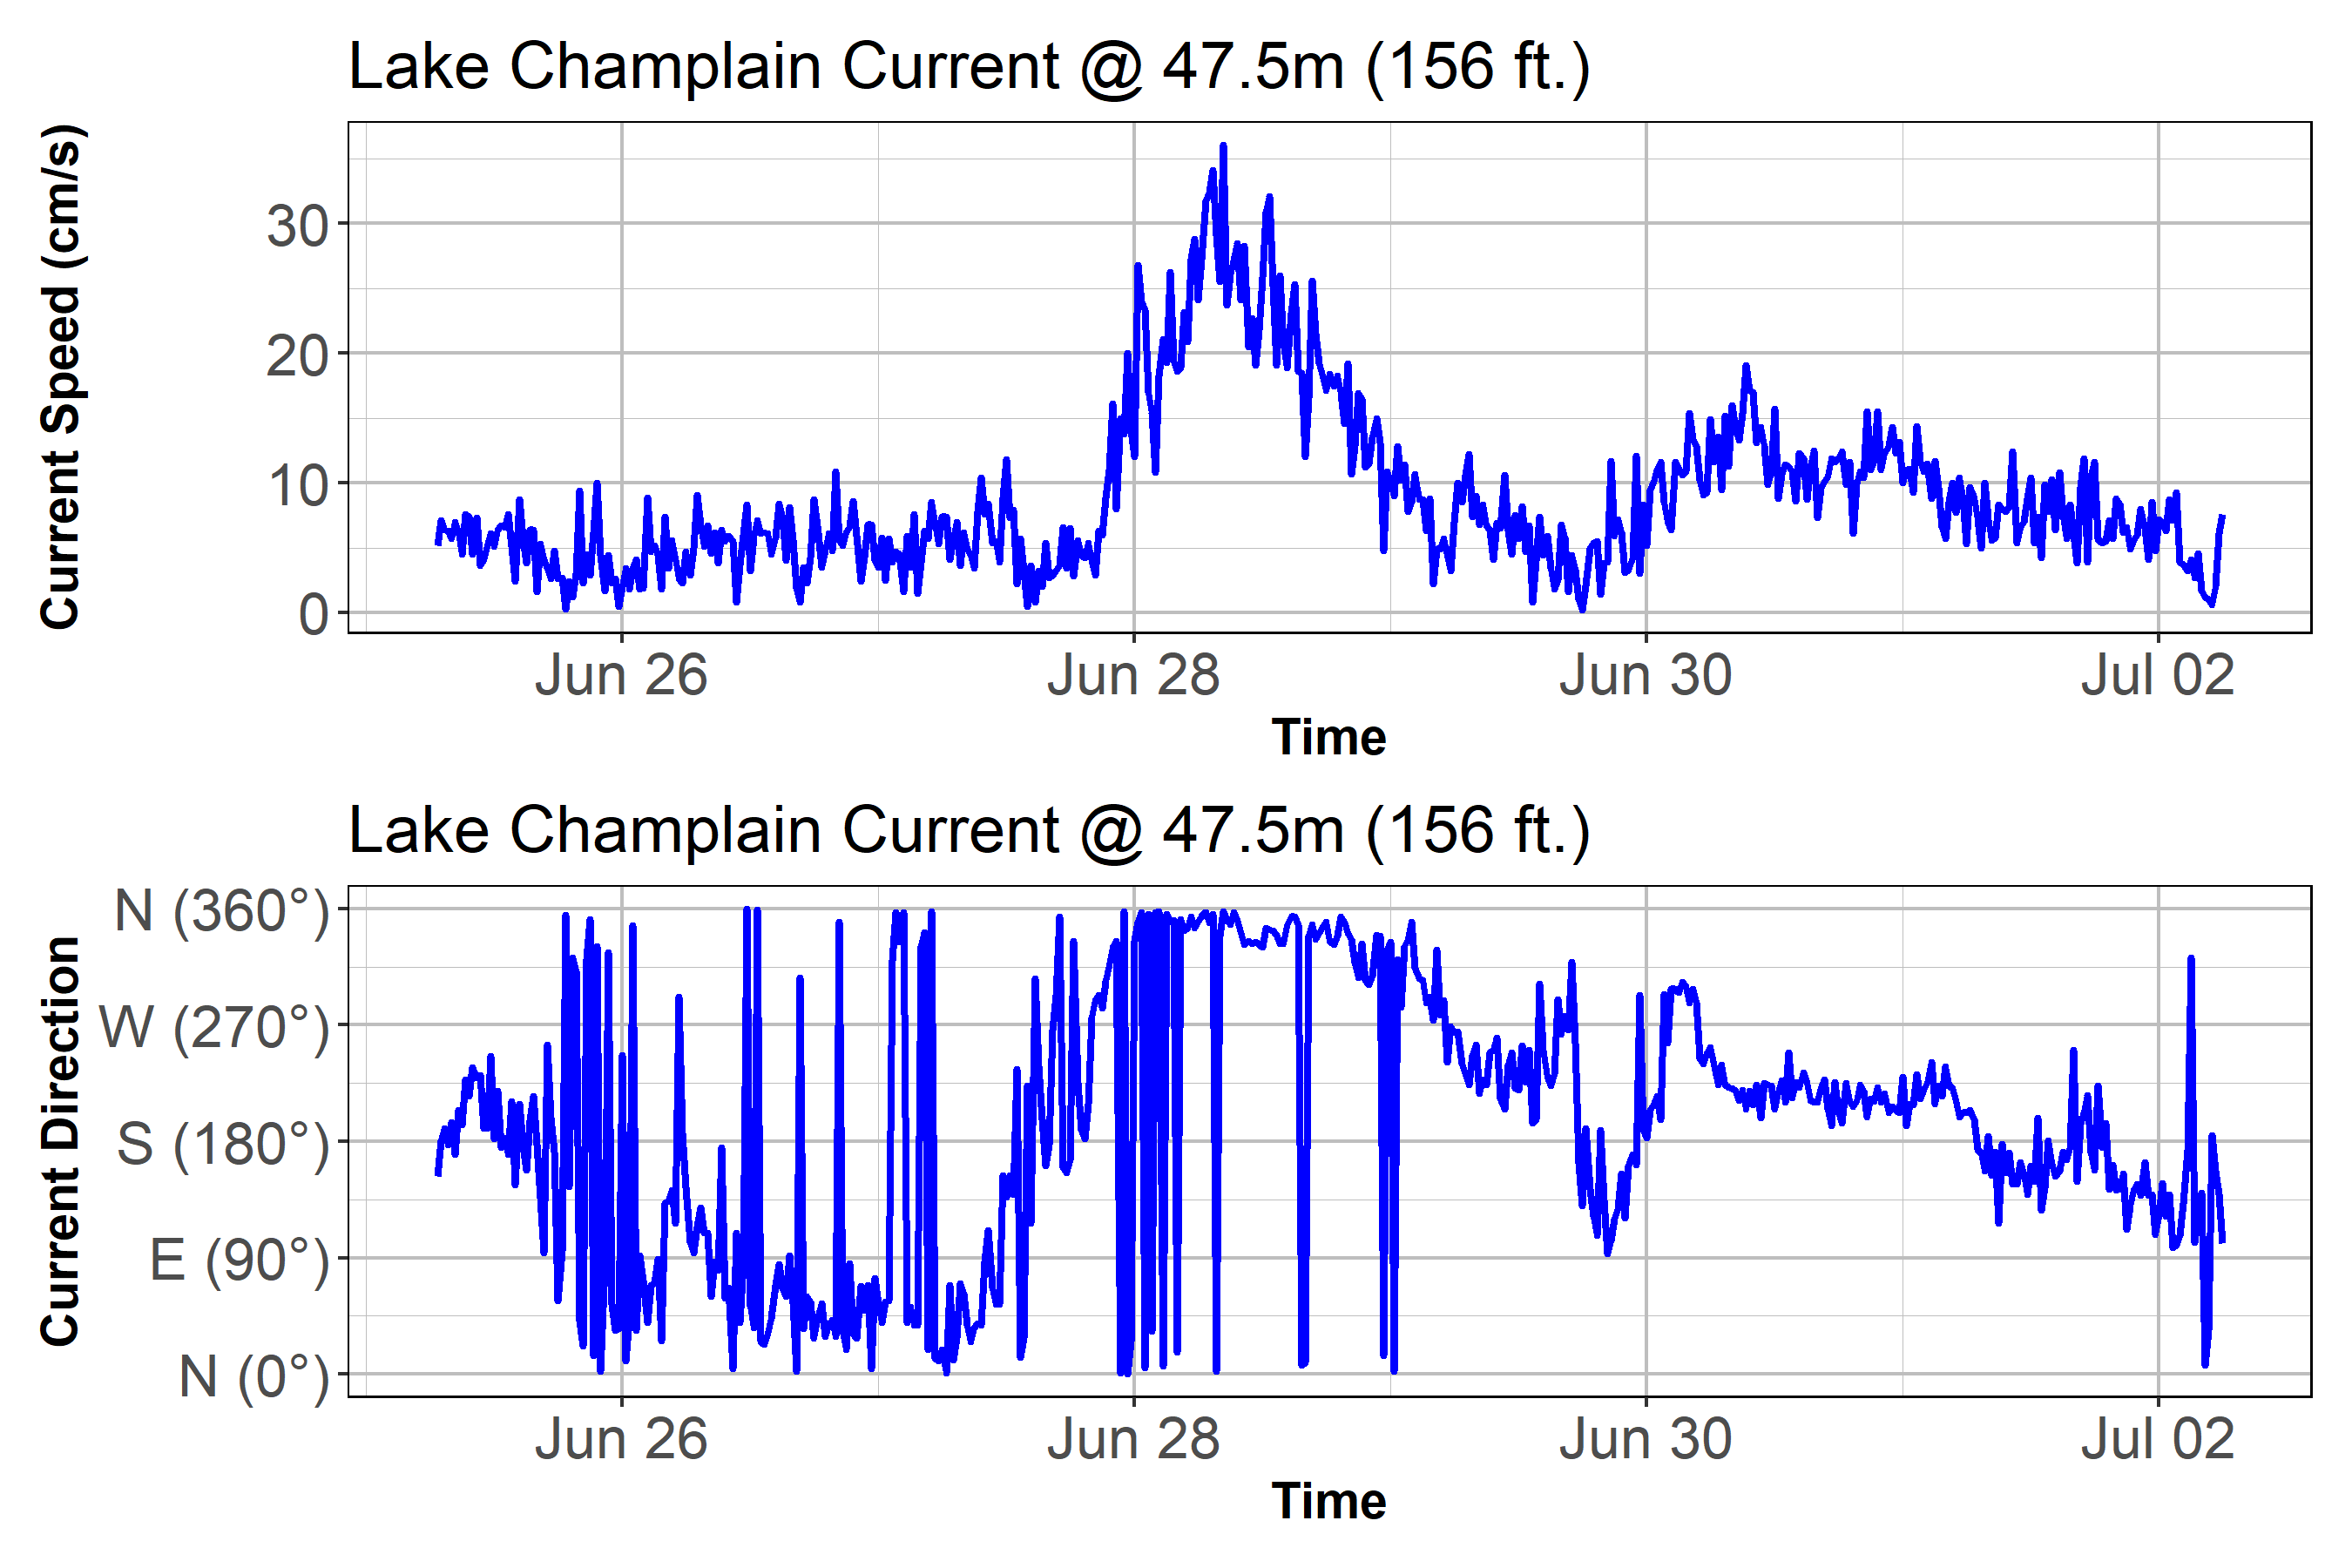 Lake Champlain Current @ 47.5m (156 ft.)
Current Speed (cm/s)
30
20
10
0
Jun 26
Jun 28
Jun 30
Jul 02
Time
Lake Champlain Current @ 47.5m (156 ft.)
Current Direction
N (360°)
W (270°)
S (180°)
E (90°)
N (0°)
Jun 26
Jun 28
Jun 30
Jul 02
Time